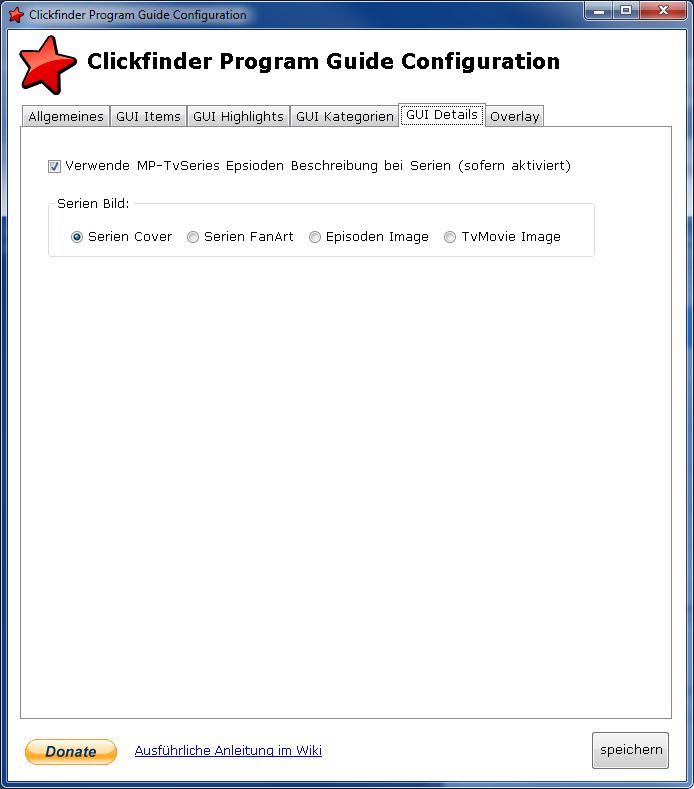 Clickfinder Program Guide Configuration
Clickfinder Program Guide Configuration
Allgemeines GUI Items GUI Highlights GUI Kategorien GUI Details Overlay
Verwende MP-TvSeries Epsioden Beschreibung bei Serien (sofern aktiviert)
Serien Bild:
Serien Cover Serien FanArt Episoden Image TvMovie Image
Donate Ausführliche Anleitung im Wiki speichern